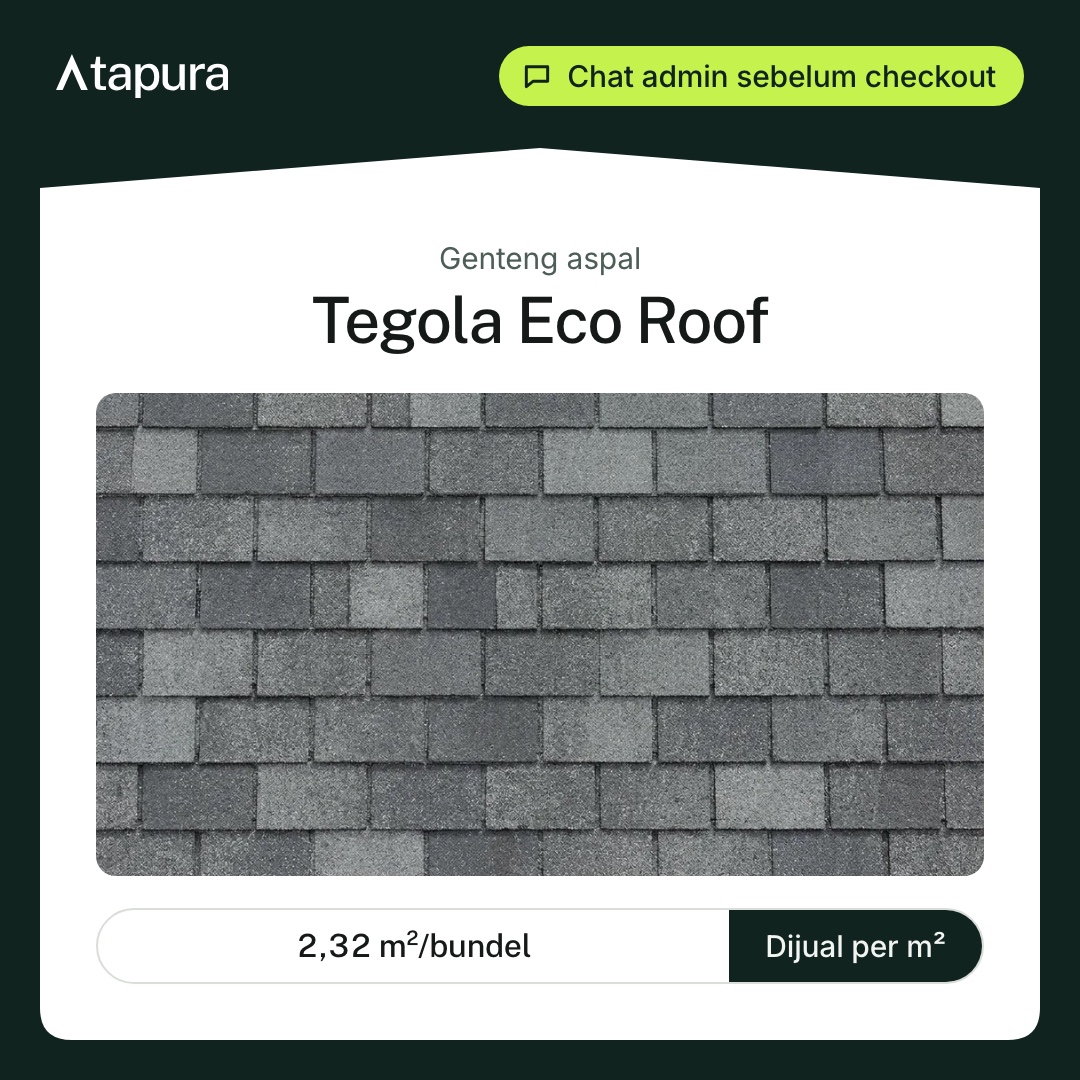 Atapura
Chat admin sebelum checkout
Genteng aspal
Tegola Eco Roof
2,32 m²/bundel
Dijual per m²